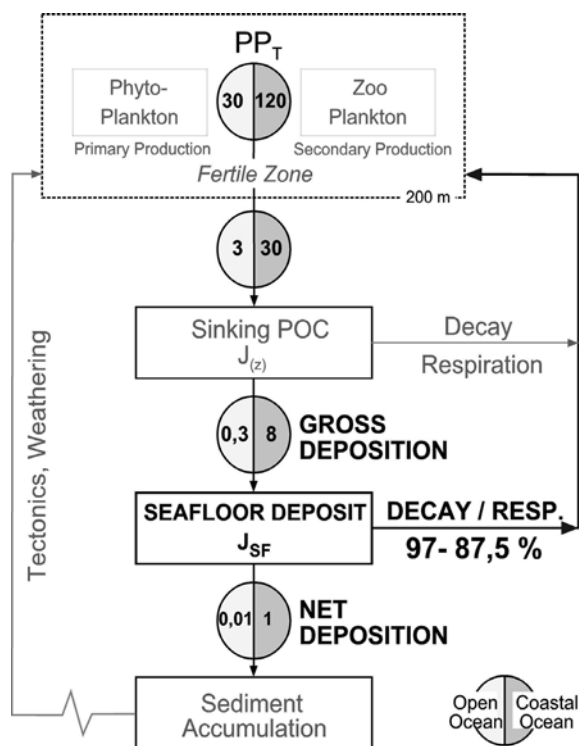 PP_T
Phyto-
Plankton
30
120
Zoo
Plankton
Primary Production
Secondary Production
Fertile Zone
200 m
3
30
Sinking POC
J_(z)
Decay
Respiration
Tectonics, Weathering
0,3
8
GROSS
DEPOSITION
SEAFLOOR DEPOSIT
J_SF
DECAY / RESP.
97- 87,5 %
0,01
1
NET
DEPOSITION
Sediment
Accumulation
Open
Ocean
Coastal
Ocean